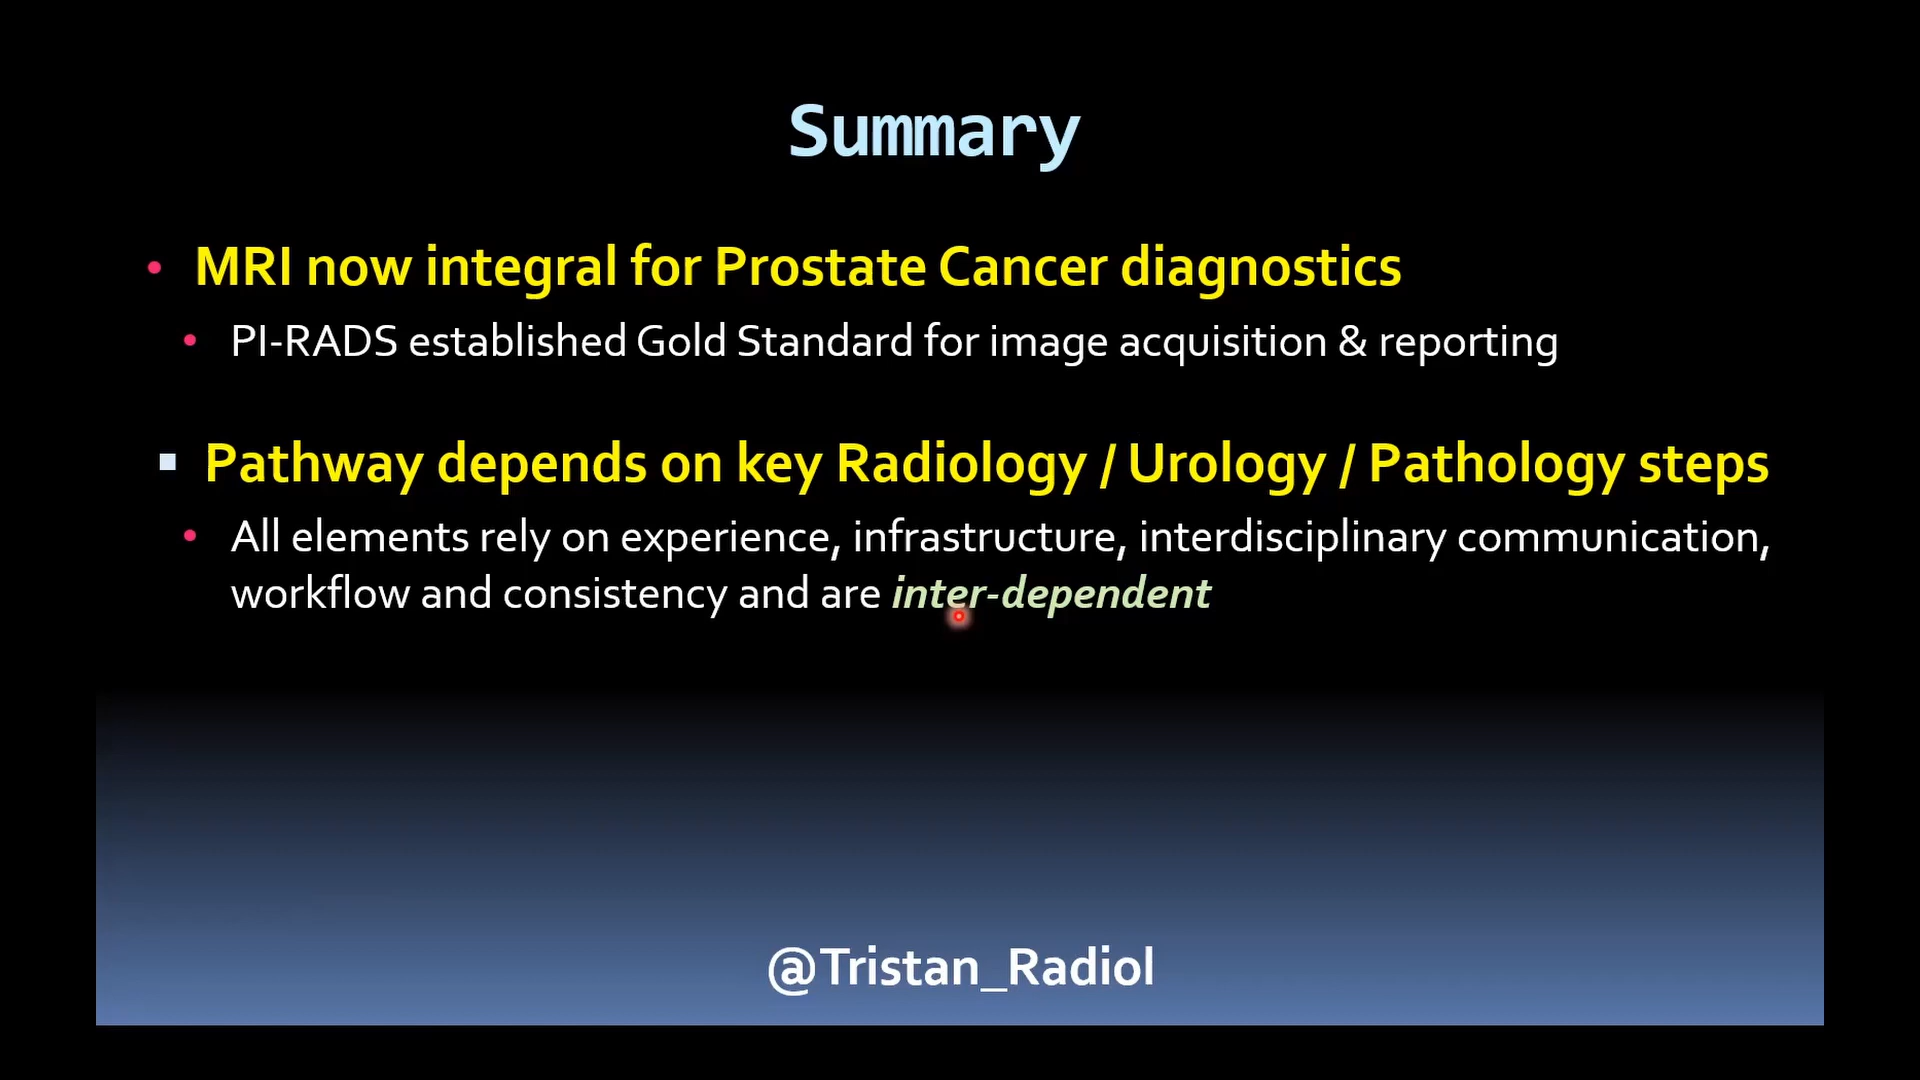 Summary
MRI now integral for Prostate Cancer diagnostics
PI-RADS established Gold Standard for image acquisition & reporting
Pathway depends on key Radiology / Urology / Pathology steps
All elements rely on experience, infrastructure, interdisciplinary communication,
workflow and consistency and are inter-dependent
@Tristan_Radiol